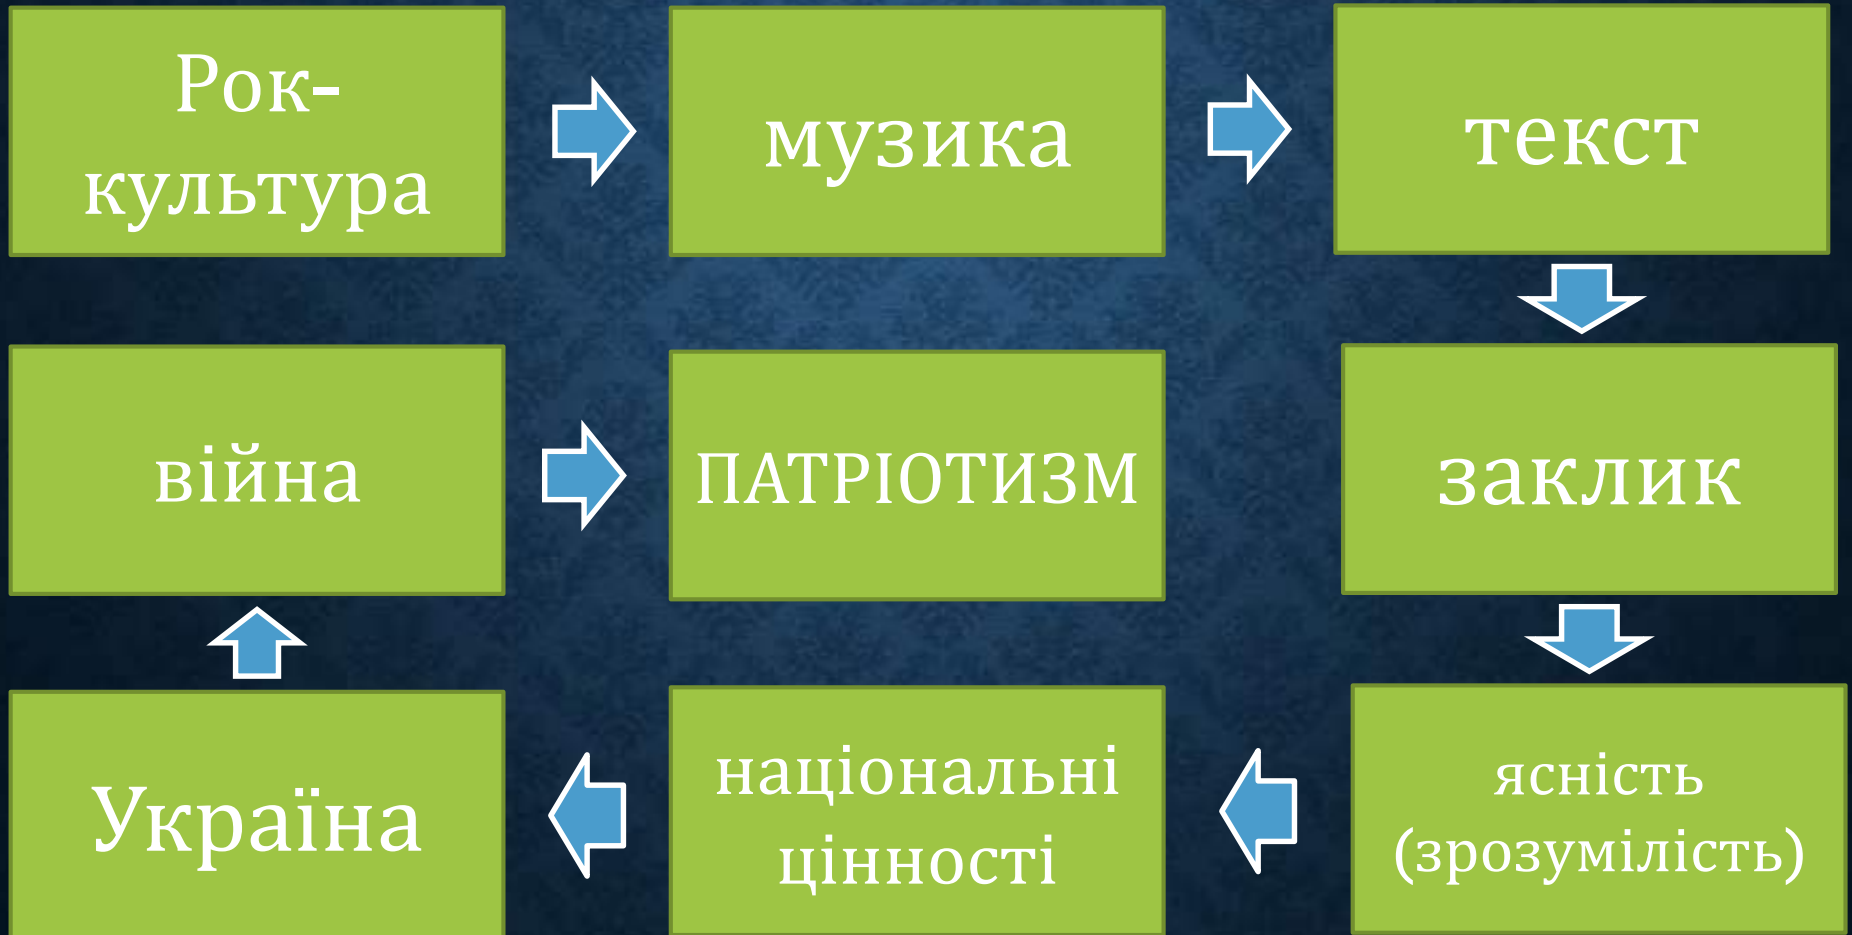 Рок-
культура
музика
текст
війна
ПАТРІОТИЗМ
заклик
Україна
національні
цінності
ясність
(зрозумілість)